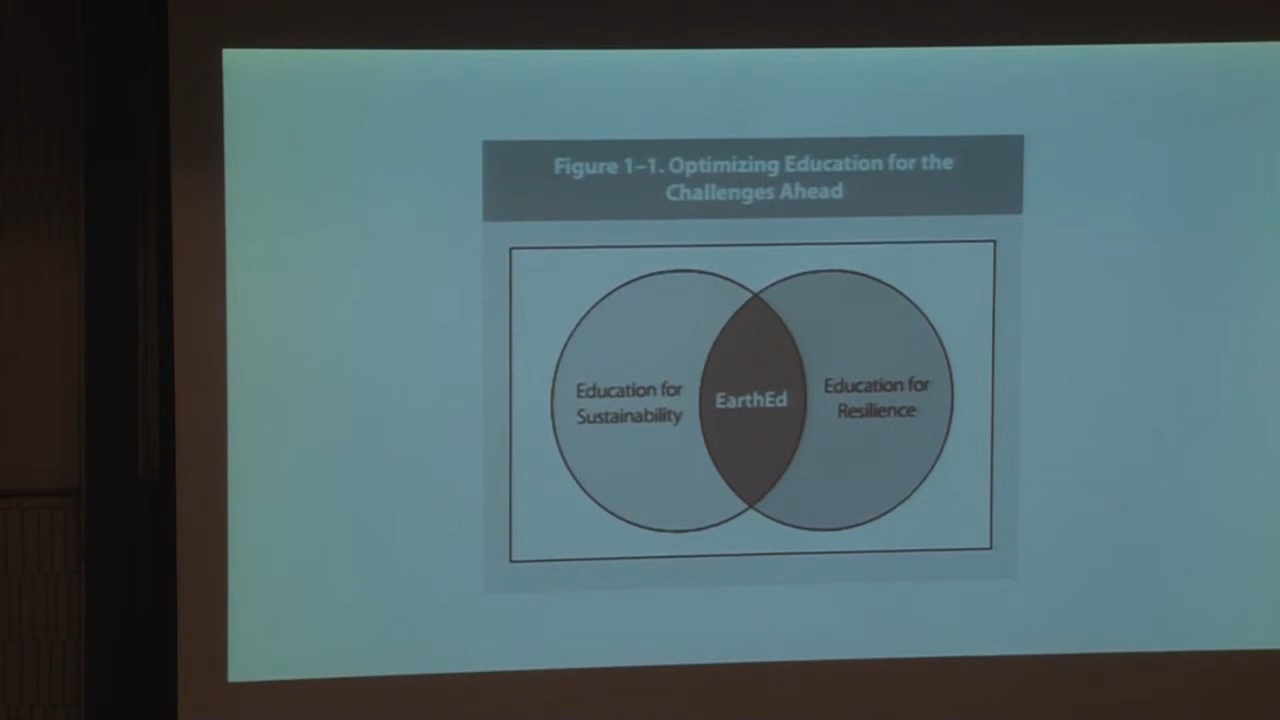 Figure 1–1. Optimizing Education for the
Challenges Ahead
Education for
Sustainability
EarthEd
Education for
Resilience